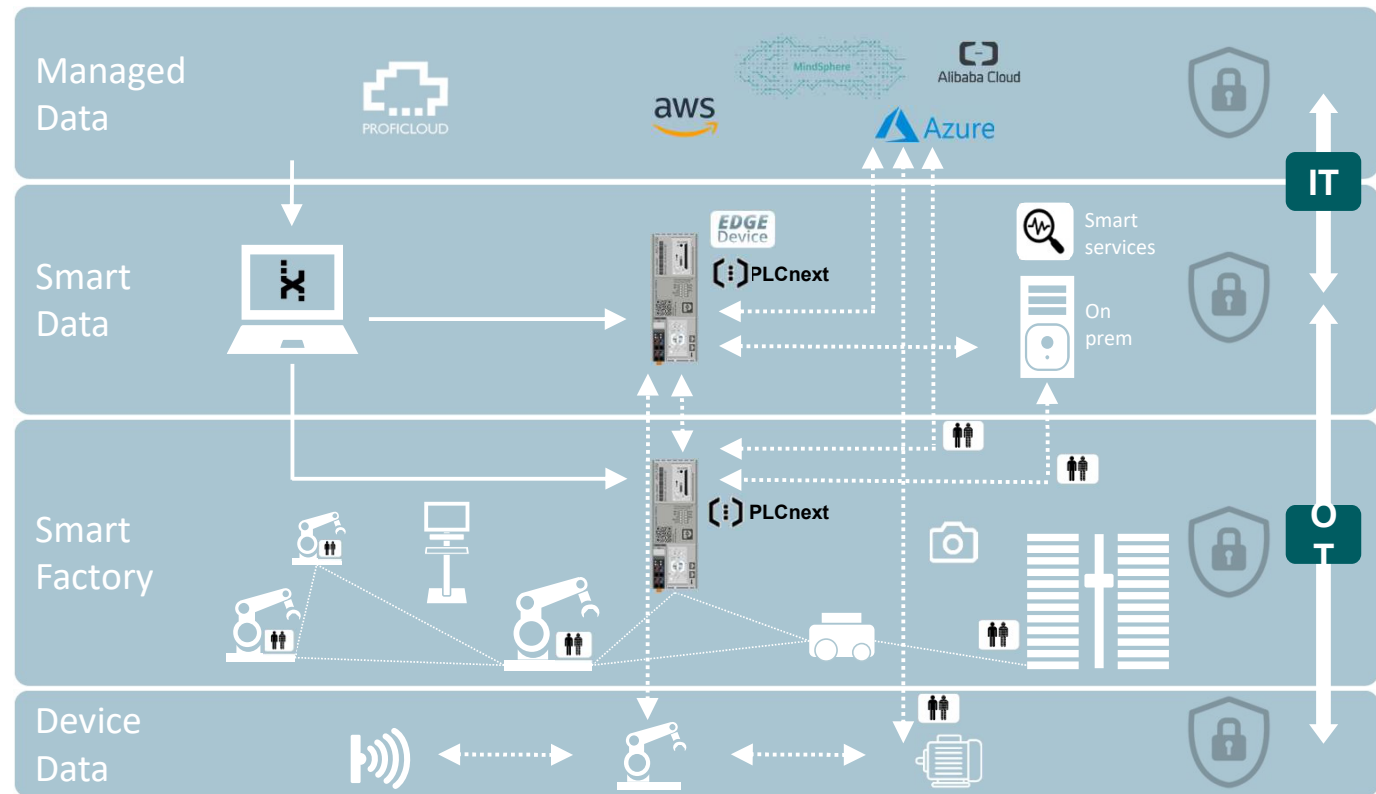 Managed
Data
PROFICLOUD
aws
MindSphere
Alibaba Cloud
Azure
IT
Smart
Data
EDGE
Device
PLCnext
Smart
services
On
prem
Smart
Factory
PLCnext
O
T
Device
Data